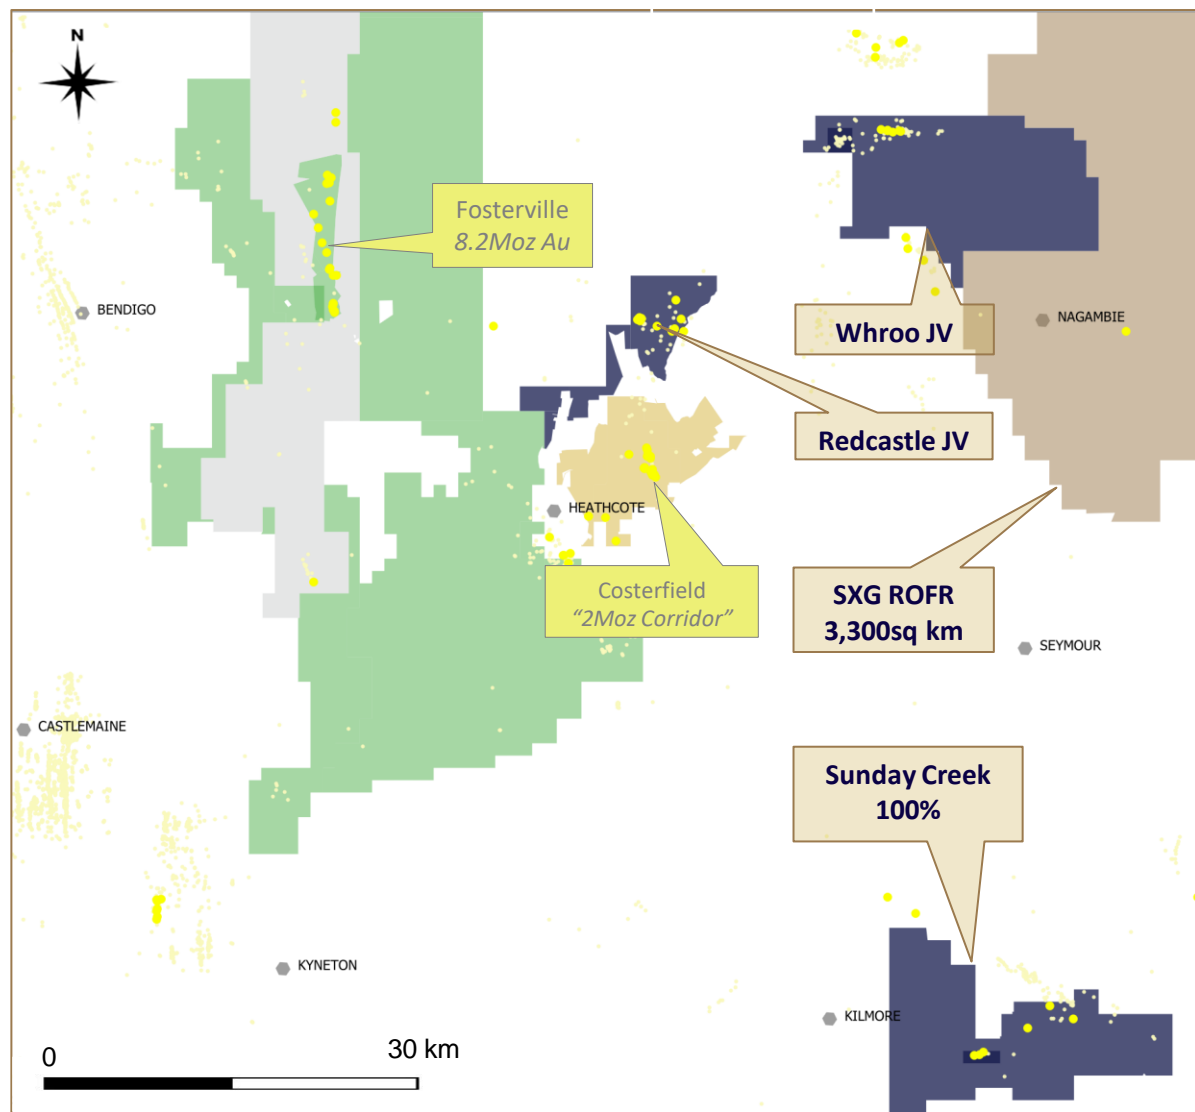 N
Fosterville
8.2Moz Au
BENDIGO
Whroo JV
NAGAMBIE
Redcastle JV
HEATHCOTE
Costerfield
“2Moz Corridor”
SXG ROFR
3,300sq km
SEYMOUR
CASTLEMAINE
Sunday Creek
100%
KYNETON
KILMORE
0
30 km